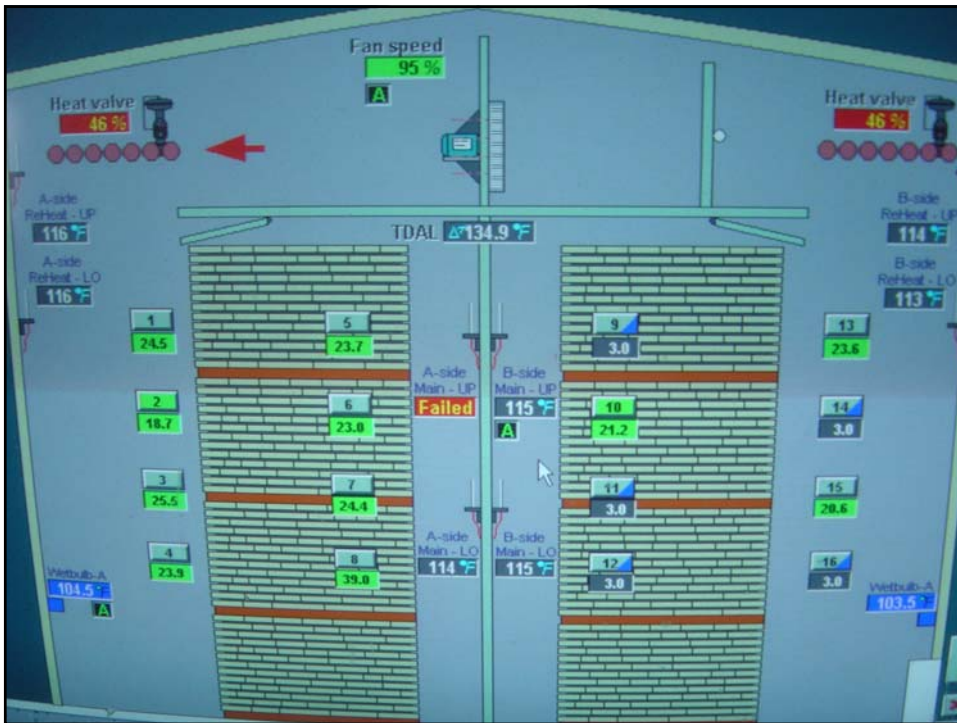 Fan speed
95 %
A
Heat valve
46 %
Heat valve
46 %
A-side
ReHeat - UP
116 °F
B-side
ReHeat - UP
114 °F
TDAL Δ?134.9 °F
A-side
ReHeat - LO
116 °F
B-side
ReHeat - LO
113 °F
1
24.5
5
23.7
9
3.0
13
23.6
A-side
Main - UP
Failed
B-side
Main - UP
115 °F
A
2
18.7
6
23.0
10
21.2
14
3.0
3
25.5
7
24.4
11
3.0
15
20.6
A-side
Main - LO
114 °F
B-side
Main - LO
115 °F
4
23.9
8
39.0
12
3.0
16
3.0
Wetbulb-A
104.5 °F
A
Wetbulb-A
103.5 °F